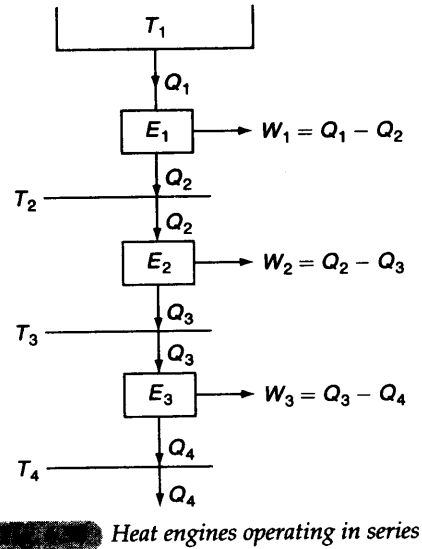 T1
Q1
E1 W1 = Q1 − Q2
Q2
T2
Q2
E2 W2 = Q2 − Q3
Q3
T3
Q3
E3 W3 = Q3 − Q4
Q4
T4
Q4
Heat engines operating in series